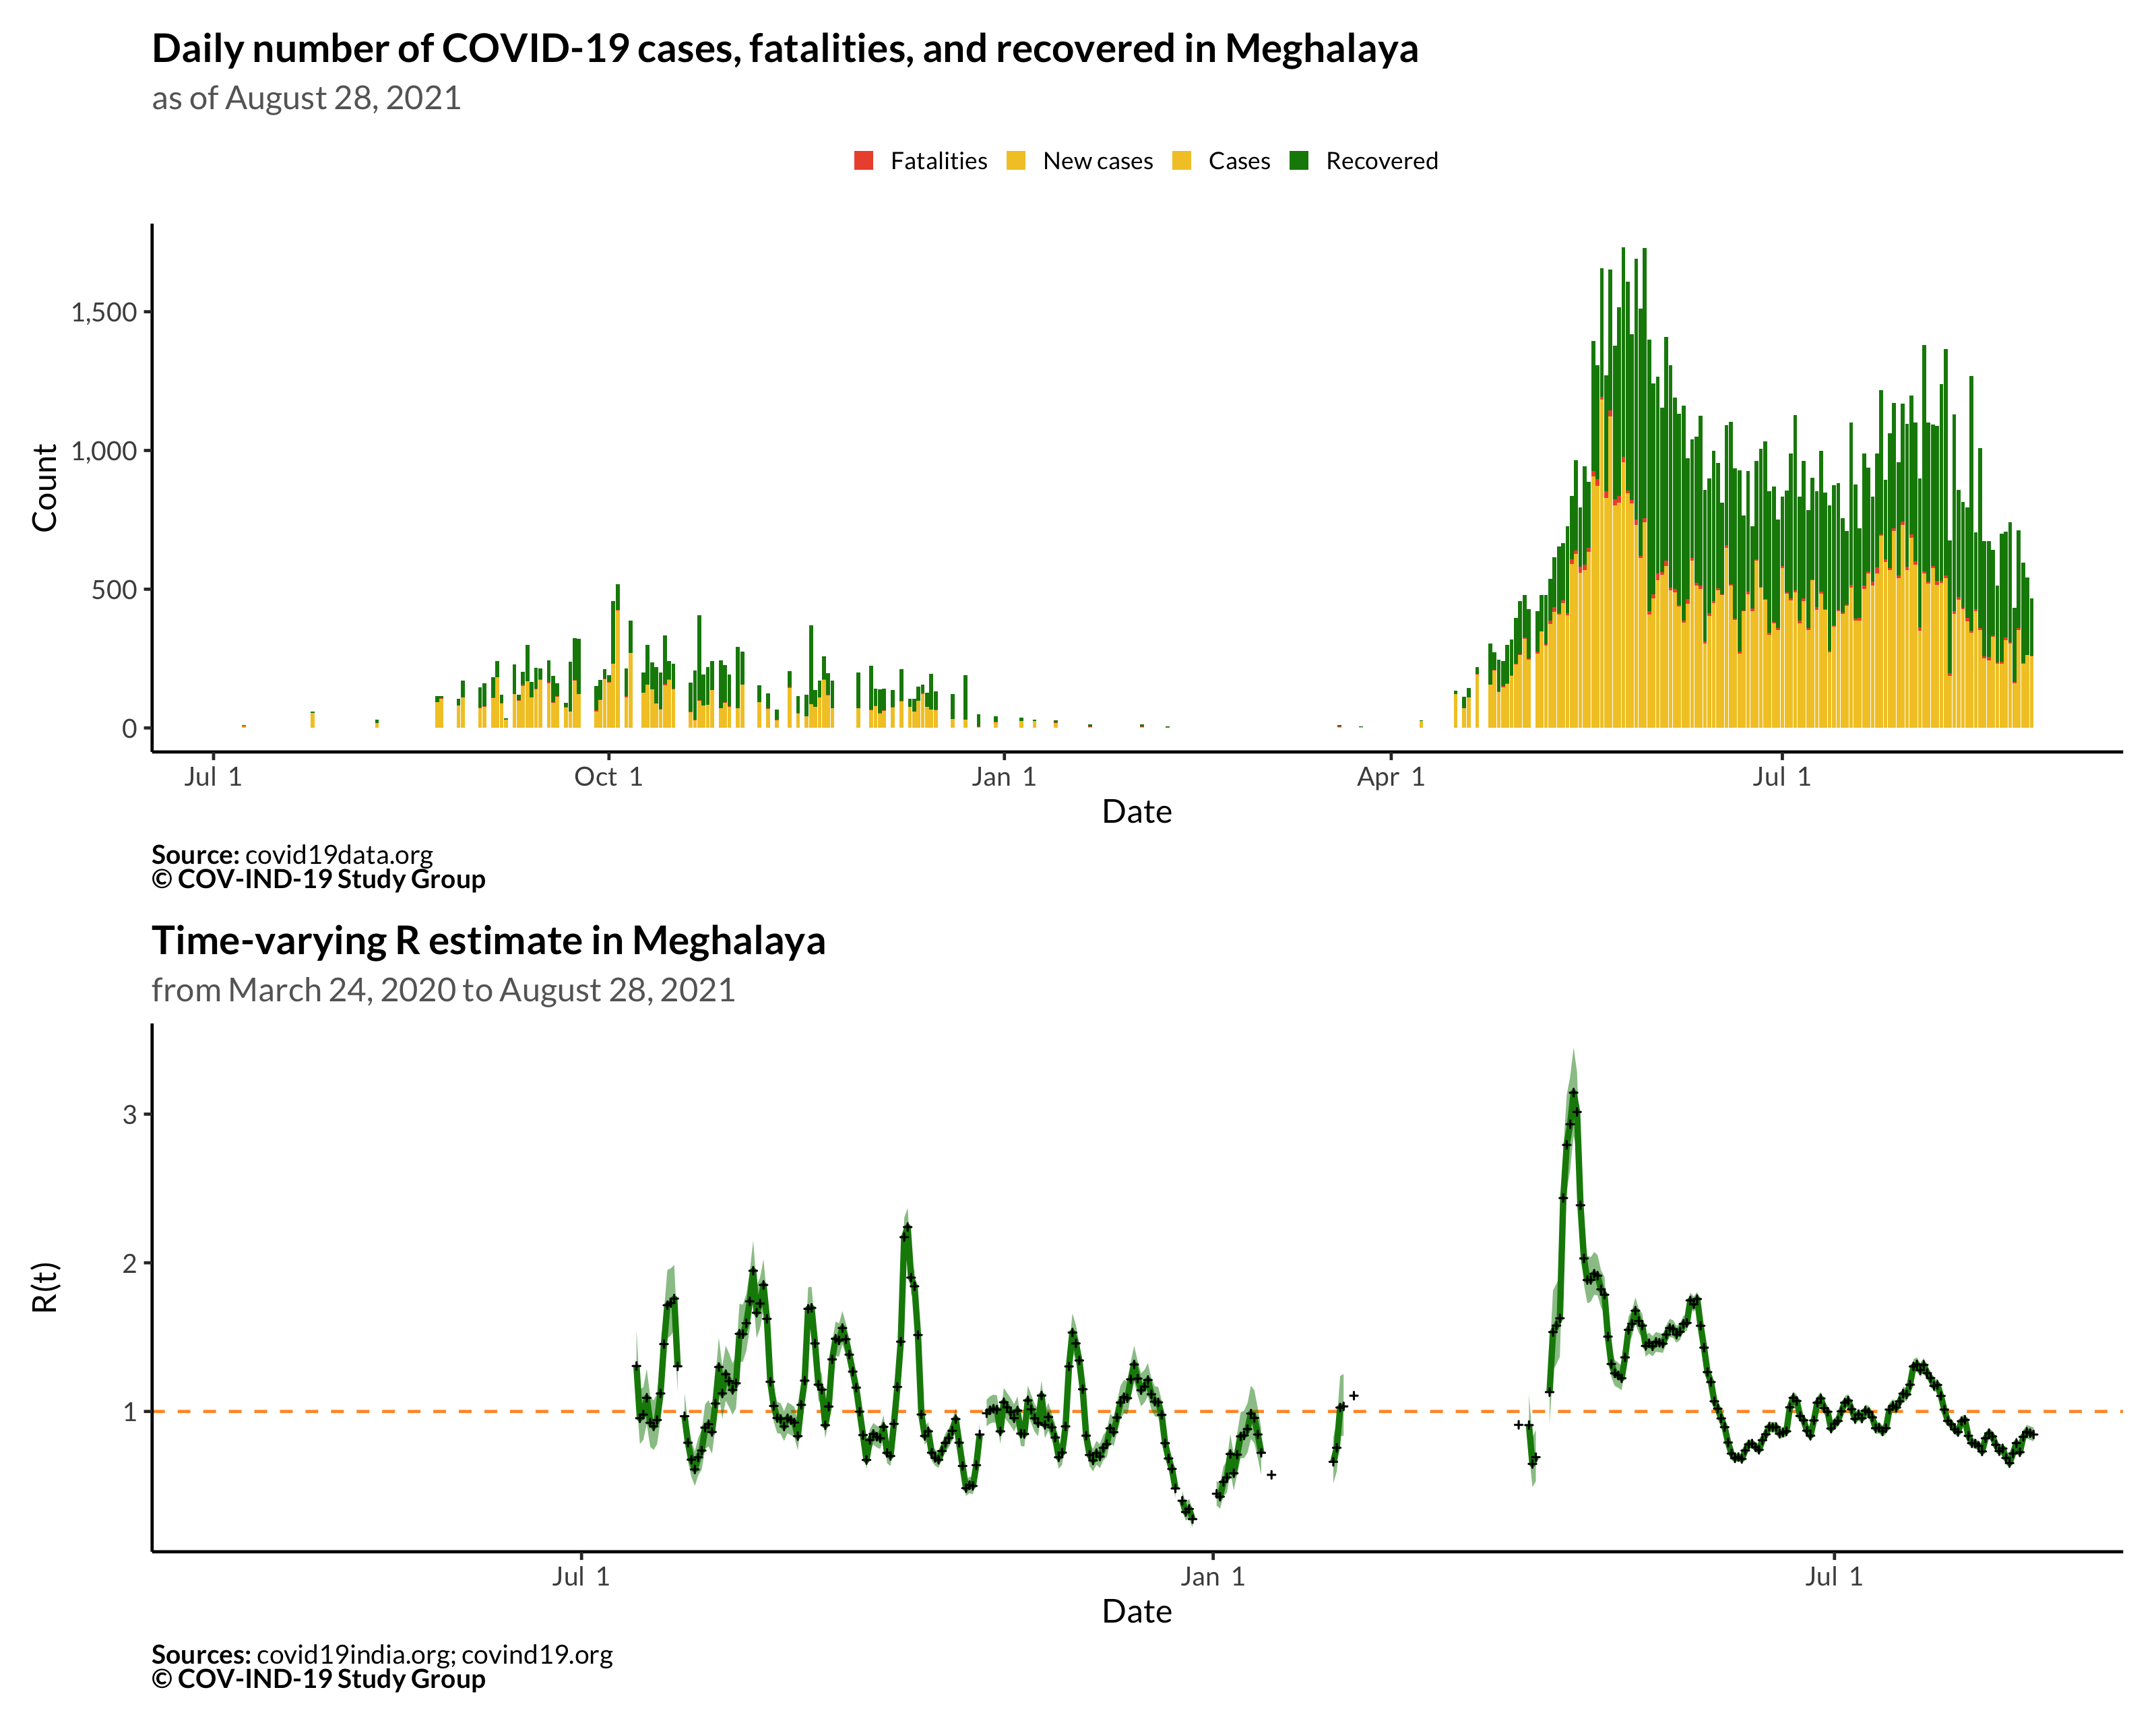 Daily number of COVID-19 cases, fatalities, and recovered in Meghalaya
as of August 28, 2021
Fatalities New cases Cases Recovered
Count
1,500
1,000
500
0
Jul 1 Oct 1 Jan 1 Apr 1 Jul 1
Date
Source: covid19data.org
© COV-IND-19 Study Group
Time-varying R estimate in Meghalaya
from March 24, 2020 to August 28, 2021
R(t)
3
2
1
Jul 1 Jan 1 Jul 1
Date
Sources: covid19india.org; covind19.org
© COV-IND-19 Study Group